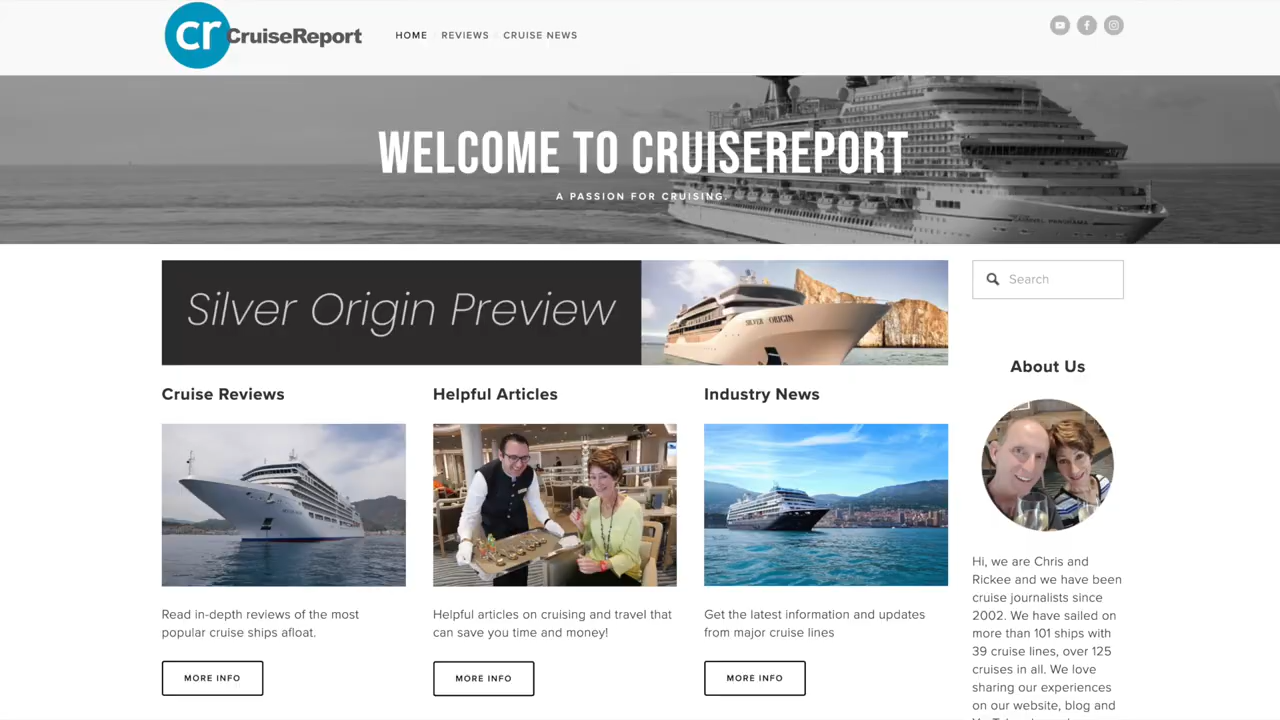 cr CruiseReport
HOME REVIEWS CRUISE NEWS
WELCOME TO CRUISEREPORT
A PASSION FOR CRUISING.
Silver Origin Preview
SILVER ORIGIN
Search
About Us
Cruise Reviews
Read in-depth reviews of the most
popular cruise ships afloat.
MORE INFO
Helpful Articles
Helpful articles on cruising and travel that
can save you time and money!
MORE INFO
Industry News
Get the latest information and updates
from major cruise lines
MORE INFO
Hi, we are Chris and
Rickee and we have been
cruise journalists since
2002. We have sailed on
more than 101 ships with
39 cruise lines, over 125
cruises in all. We love
sharing our experiences
on our website, blog and